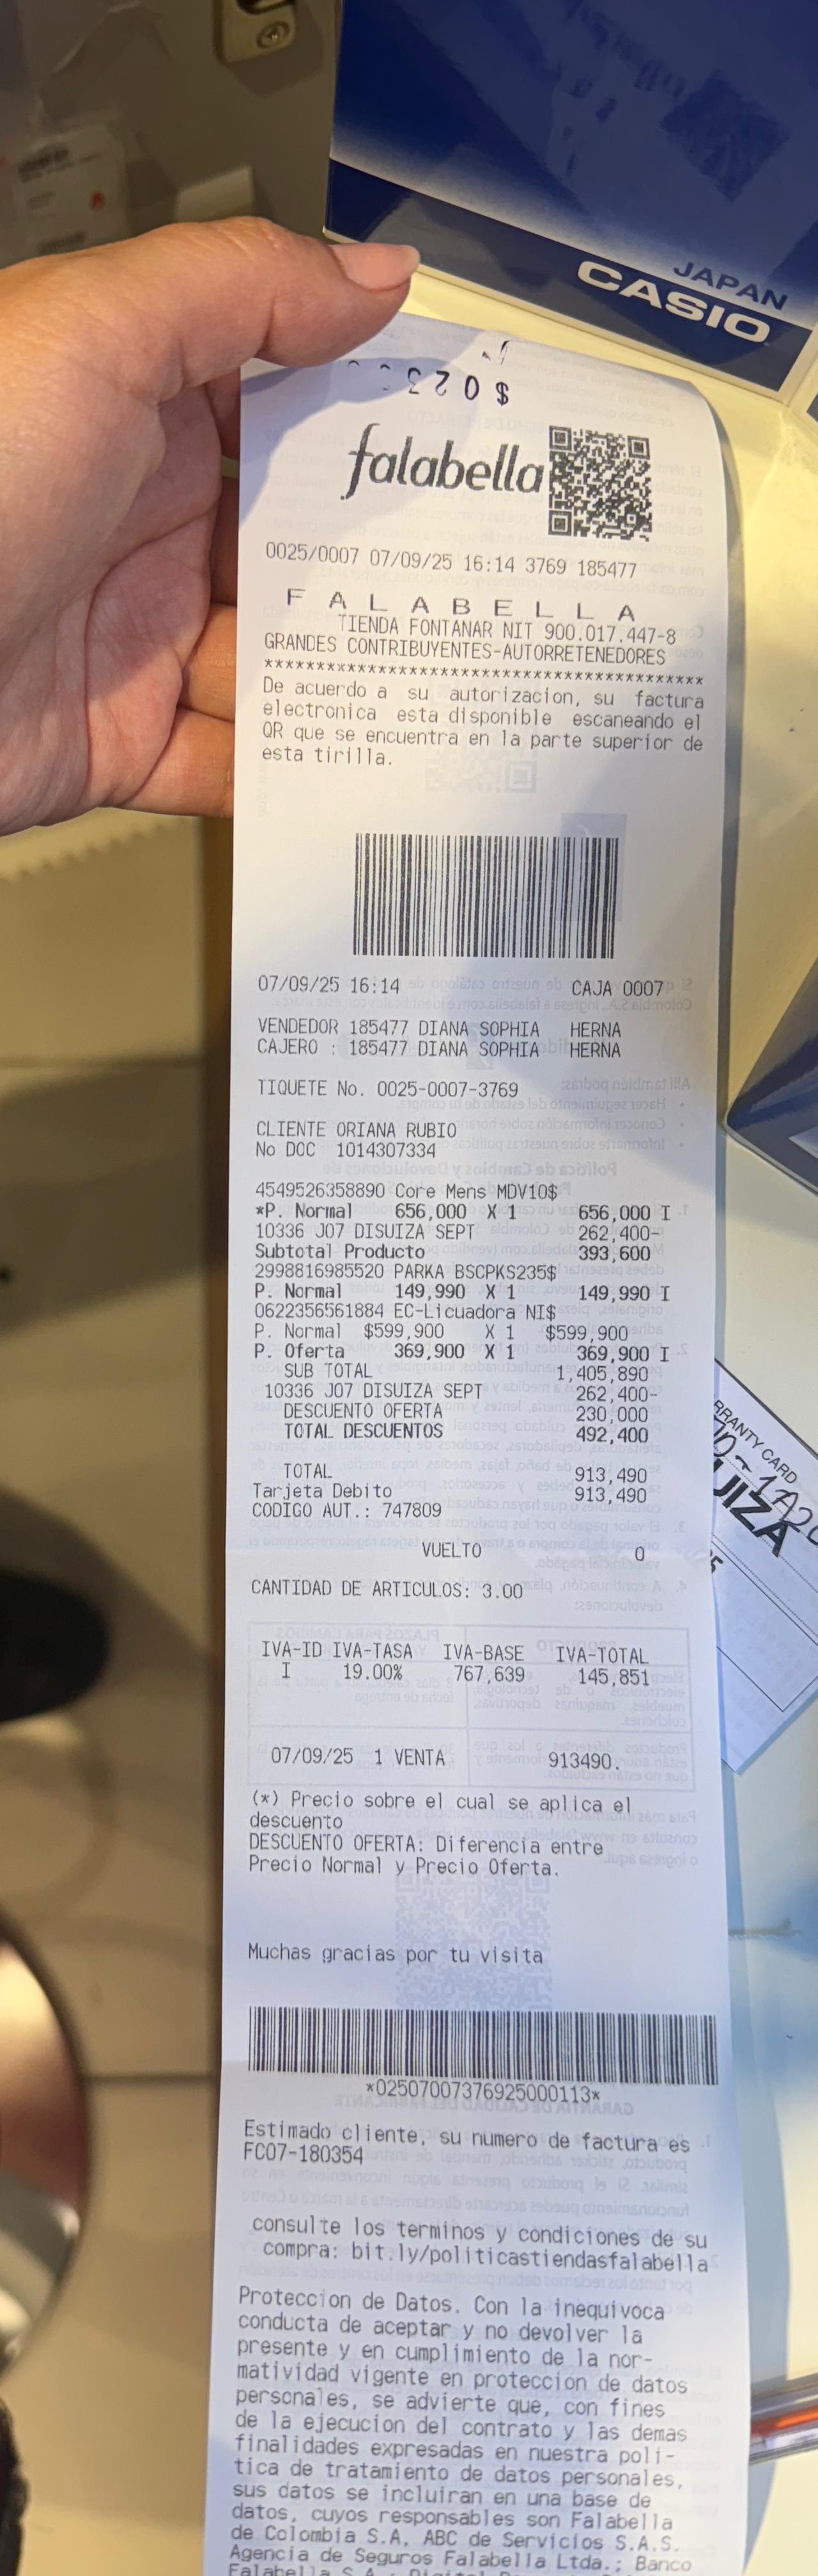 JAPAN
CASIO
$ 0 2 3
falabella
0025/0007 07/09/25 16:14 3769 185477
F A L A B E L L A
TIENDA FONTANAR NIT 900.017.447-8
GRANDES CONTRIBUYENTES-AUTORRETENEDORES
******************************************
De acuerdo a su autorizacion, su factura
electronica esta disponible escaneando el
QR que se encuentra en la parte superior de
esta tirilla.
07/09/25 16:14 CAJA 0007
VENDEDOR 185477 DIANA SOPHIA HERNA
CAJERO : 185477 DIANA SOPHIA HERNA
TIQUETE No. 0025-0007-3769
CLIENTE ORIANA RUBIO
No DOC 1014307334
4549526358890 Core Mens MDV10$
*P. Normal 656,000 X 1 656,000 I
10336 J07 DISUIZA SEPT 262,400-
Subtotal Producto 393,600
2998816985520 PARKA BSCPKS235$
P. Normal 149,990 X 1 149,990 I
0622356561884 EC-Licuadora NI$
P. Normal $599,900 X 1 $599,900
P. Oferta 369,900 X 1 369,900 I
SUB TOTAL 1,405,890
10336 J07 DISUIZA SEPT 262,400-
DESCUENTO OFERTA 230,000
TOTAL DESCUENTOS 492,400
TOTAL 913,490
Tarjeta Debito 913,490
CODIGO AUT.: 747809
VUELTO 0
CANTIDAD DE ARTICULOS: 3.00
IVA-ID IVA-TASA IVA-BASE IVA-TOTAL
I 19.00% 767,639 145,851
07/09/25 1 VENTA 913490.
(*) Precio sobre el cual se aplica el
descuento
DESCUENTO OFERTA: Diferencia entre
Precio Normal y Precio Oferta.
Muchas gracias por tu visita
*02507007376925000113*
Estimado cliente, su numero de factura es
FC07-180354
consulte los terminos y condiciones de su
compra: bit.ly/politicastiendasfalabella
Proteccion de Datos. Con la inequivoca
conducta de aceptar y no devolver la
presente y en cumplimiento de la nor-
matividad vigente en proteccion de datos
personales, se advierte que, con fines
de la ejecucion del contrato y las demas
finalidades expresadas en nuestra poli-
tica de tratamiento de datos personales,
sus datos se incluiran en una base de
datos, cuyos responsables son Falabella
de Colombia S.A, ABC de Servicios S.A.S.
Agencia de Seguros Falabella Ltda.; Banco
Falabella S.A.
RRANTY CARD
UIZA